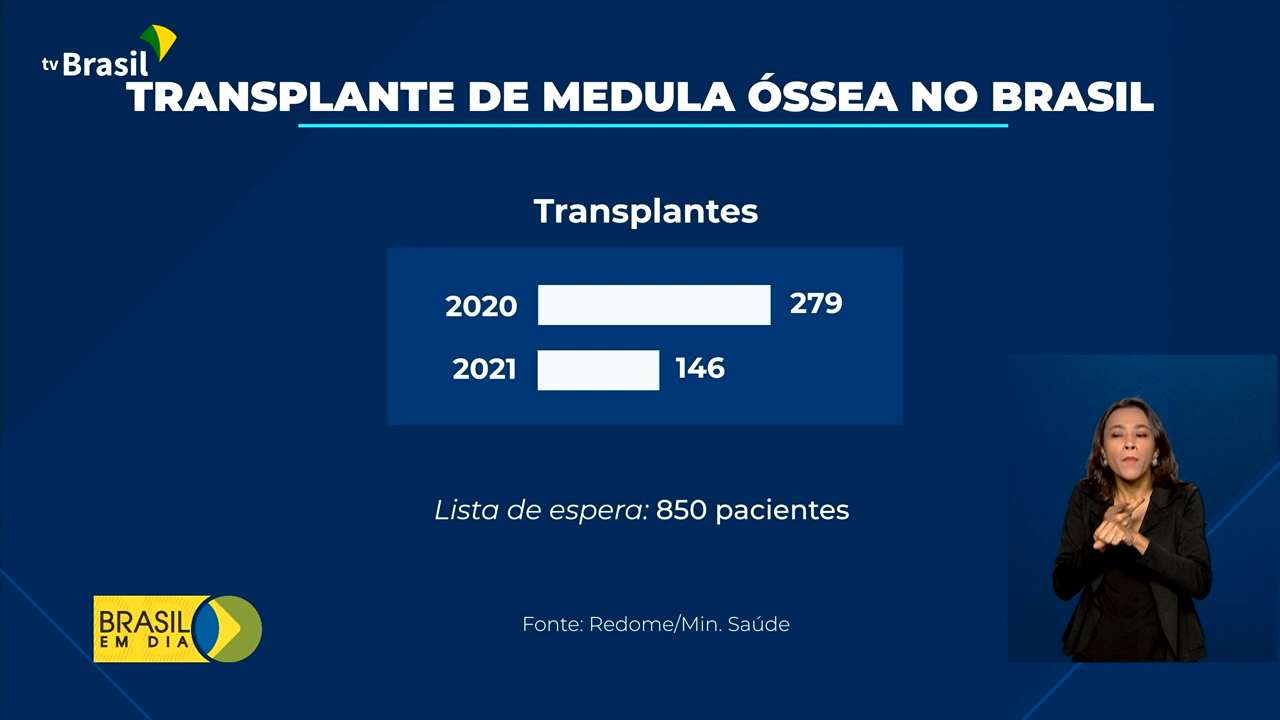 tv Brasil
TRANSPLANTE DE MEDULA ÓSSEA NO BRASIL
Transplantes
2020 279
2021 146
Lista de espera: 850 pacientes
BRASIL
EM DIA
Fonte: Redome/Min. Saúde